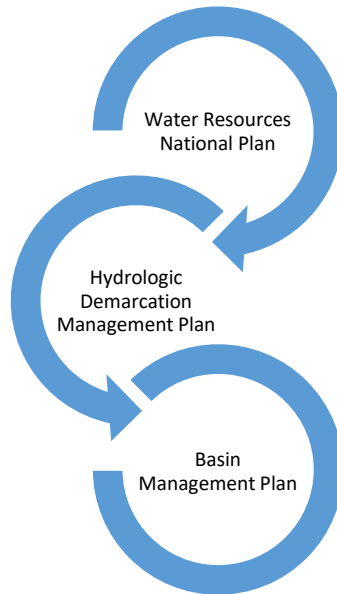 Water Resources
National Plan
Hydrologic
Demarcation
Management Plan
Basin
Management Plan